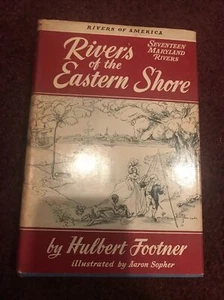 RIVERS OF AMERICA
Rivers
of the
Eastern Shore
SEVENTEEN
MARYLAND
RIVERS
by Hulbert Footner
illustrated by Aaron Sopher